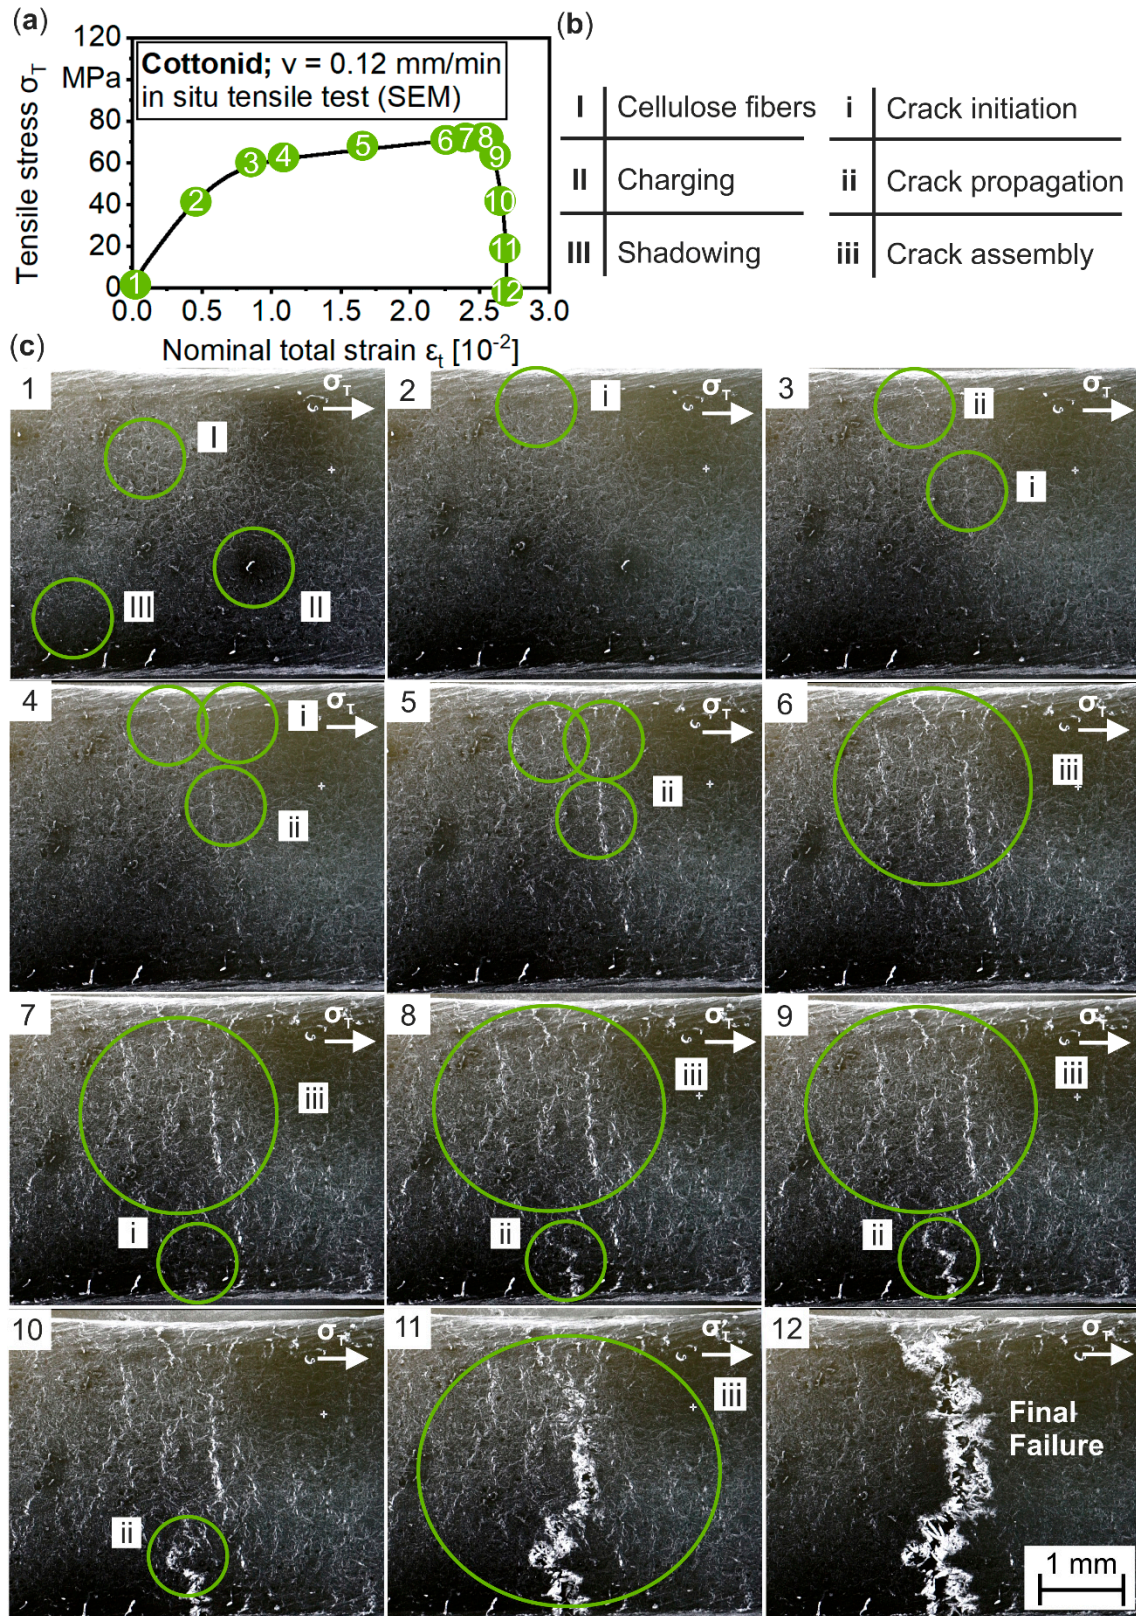 (a)
120
MPa
80
60
40
20
0
Tensile stress σT
Cottonid; v = 0.12 mm/min
in situ tensile test (SEM)
1 2 3 4 5 6 7 8 9 10 11 12
0.0 0.5 1.0 1.5 2.0 2.5 3.0
Nominal total strain εt [10-2]
(b)
I Cellulose fibers i Crack initiation
II Charging ii Crack propagation
III Shadowing iii Crack assembly
(c)
1 I II III σT
2 i σT
3 ii i σT
4 i ii σT
5 ii σT
6 iii σT
7 iii i σT
8 iii ii σT
9 iii ii σT
10 ii σT
11 iii σT
12 σT
Final
Failure
1 mm